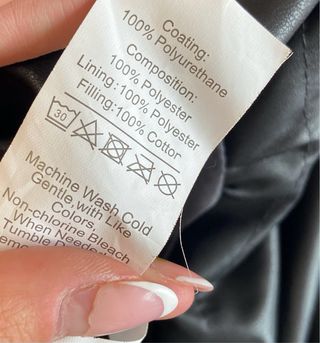 Coating:
100% Polyurethane
Composition:
100% Polyester
Lining:100% Polyester
Filling:100% Cottor
30
Machine Wash Cold
Gentle,with Like
Colors,
Non-chlorine Bleach
When Needed
Tumble D